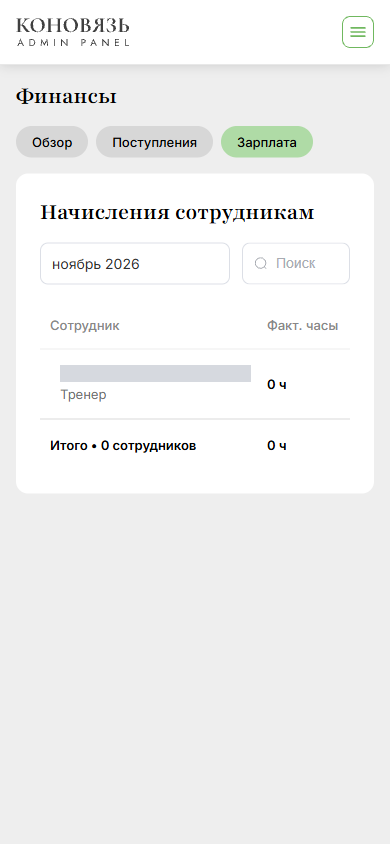 КОНОВЯЗЬ
ADMIN PANEL
Финансы
Обзор Поступления Зарплата
Начисления сотрудникам
ноябрь 2026 Поиск
Сотрудник Факт. часы
0 ч
Тренер
Итого • 0 сотрудников 0 ч